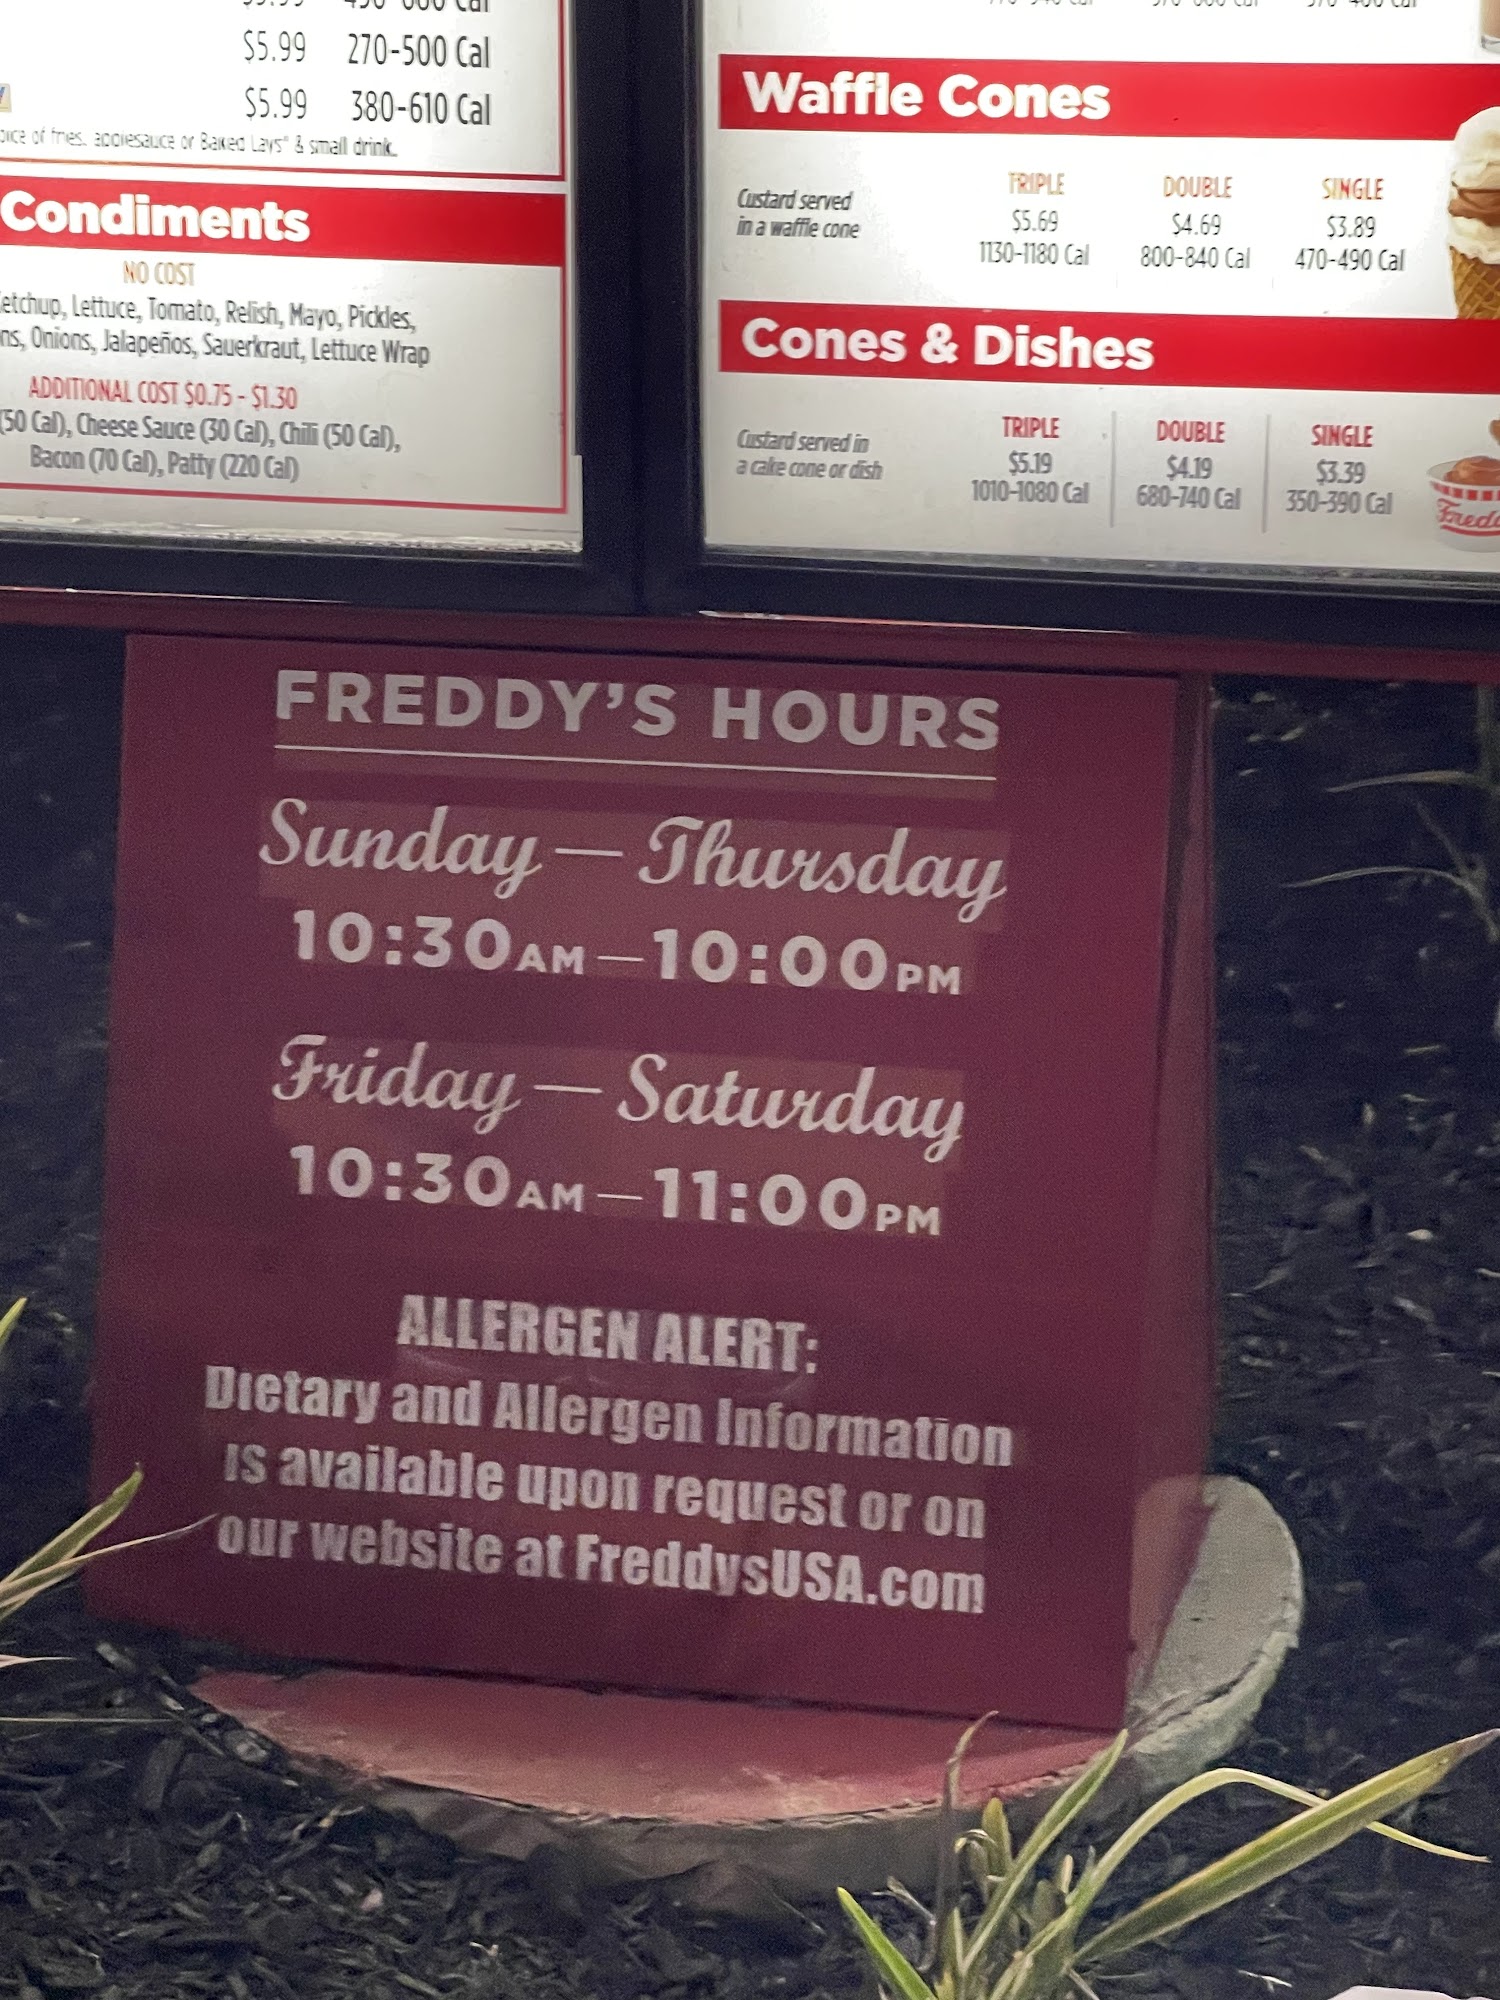 $5.99 270-500 Cal
$5.99 380-610 Cal
of fries, applesauce or Baked Lays® & small drink.
Condiments
NO COST
Lettuce, Tomato, Relish, Mayo, Pickles,
Onions, Jalapeños, Sauerkraut, Lettuce Wrap
ADDITIONAL COST $0.75 - $1.30
(50 Cal), Cheese Sauce (30 Cal), Chili (50 Cal),
Bacon (70 Cal), Patty (220 Cal)
Waffle Cones
Custard served
in a waffle cone
TRIPLE DOUBLE SINGLE
$5.69 $4.69 $3.89
1130-1180 Cal 800-840 Cal 470-490 Cal
Cones & Dishes
Custard served in
a cake cone or dish
TRIPLE DOUBLE SINGLE
$5.19 $4.19 $3.39
1010-1080 Cal 680-740 Cal 350-390 Cal
FREDDY'S HOURS
Sunday — Thursday
10:30AM — 10:00PM
Friday — Saturday
10:30AM — 11:00PM
ALLERGEN ALERT:
Dietary and Allergen Information
is available upon request or on
our website at FreddysUSA.com